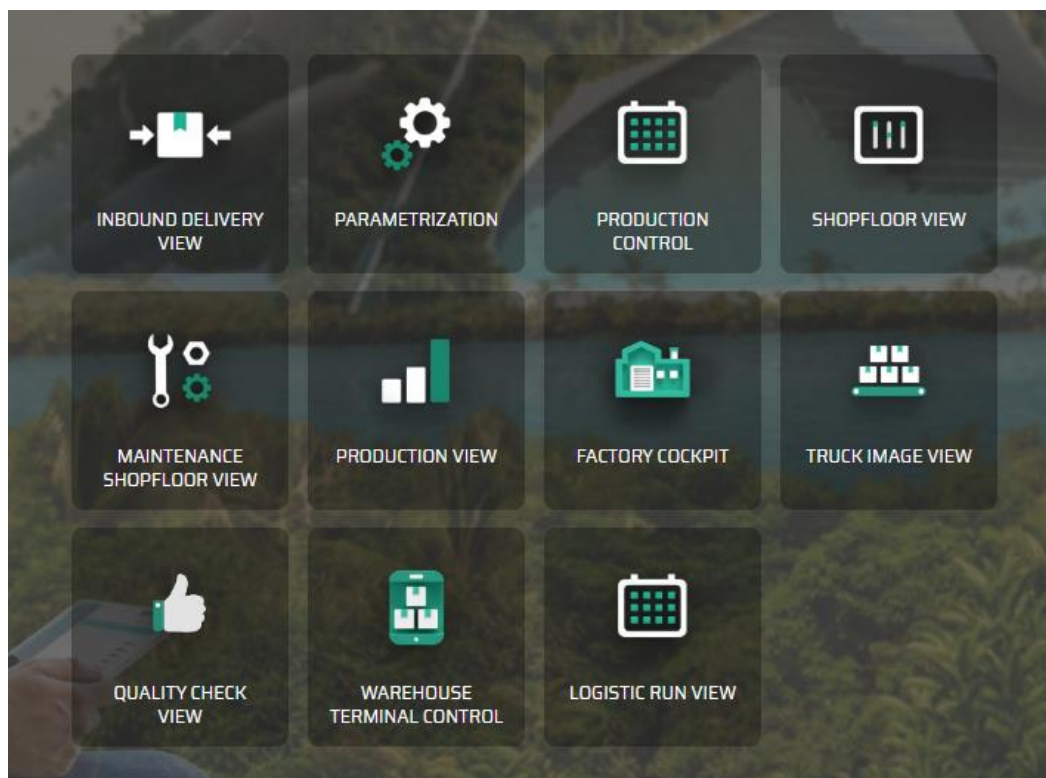 INBOUND DELIVERY
VIEW
PARAMETRIZATION
PRODUCTION
CONTROL
SHOPFLOOR VIEW
MAINTENANCE
SHOPFLOOR VIEW
PRODUCTION VIEW
FACTORY COCKPIT
TRUCK IMAGE VIEW
QUALITY CHECK
VIEW
WAREHOUSE
TERMINAL CONTROL
LOGISTIC RUN VIEW